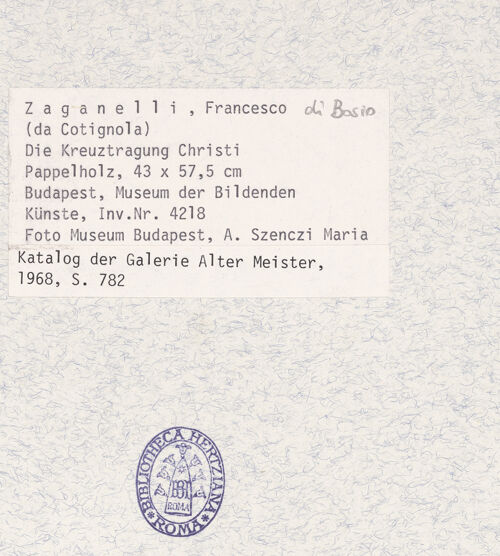 Zaganelli, Francesco di Bosio
(da Cotignola)
Die Kreuztragung Christi
Pappelholz, 43 x 57,5 cm
Budapest, Museum der Bildenden
Künste, Inv.Nr. 4218
Foto Museum Budapest, A. Szenczi Maria
Katalog der Galerie Alter Meister,
1968, S. 782
BIBLIOTHECA HERTZIANA
ROMA
ROMA